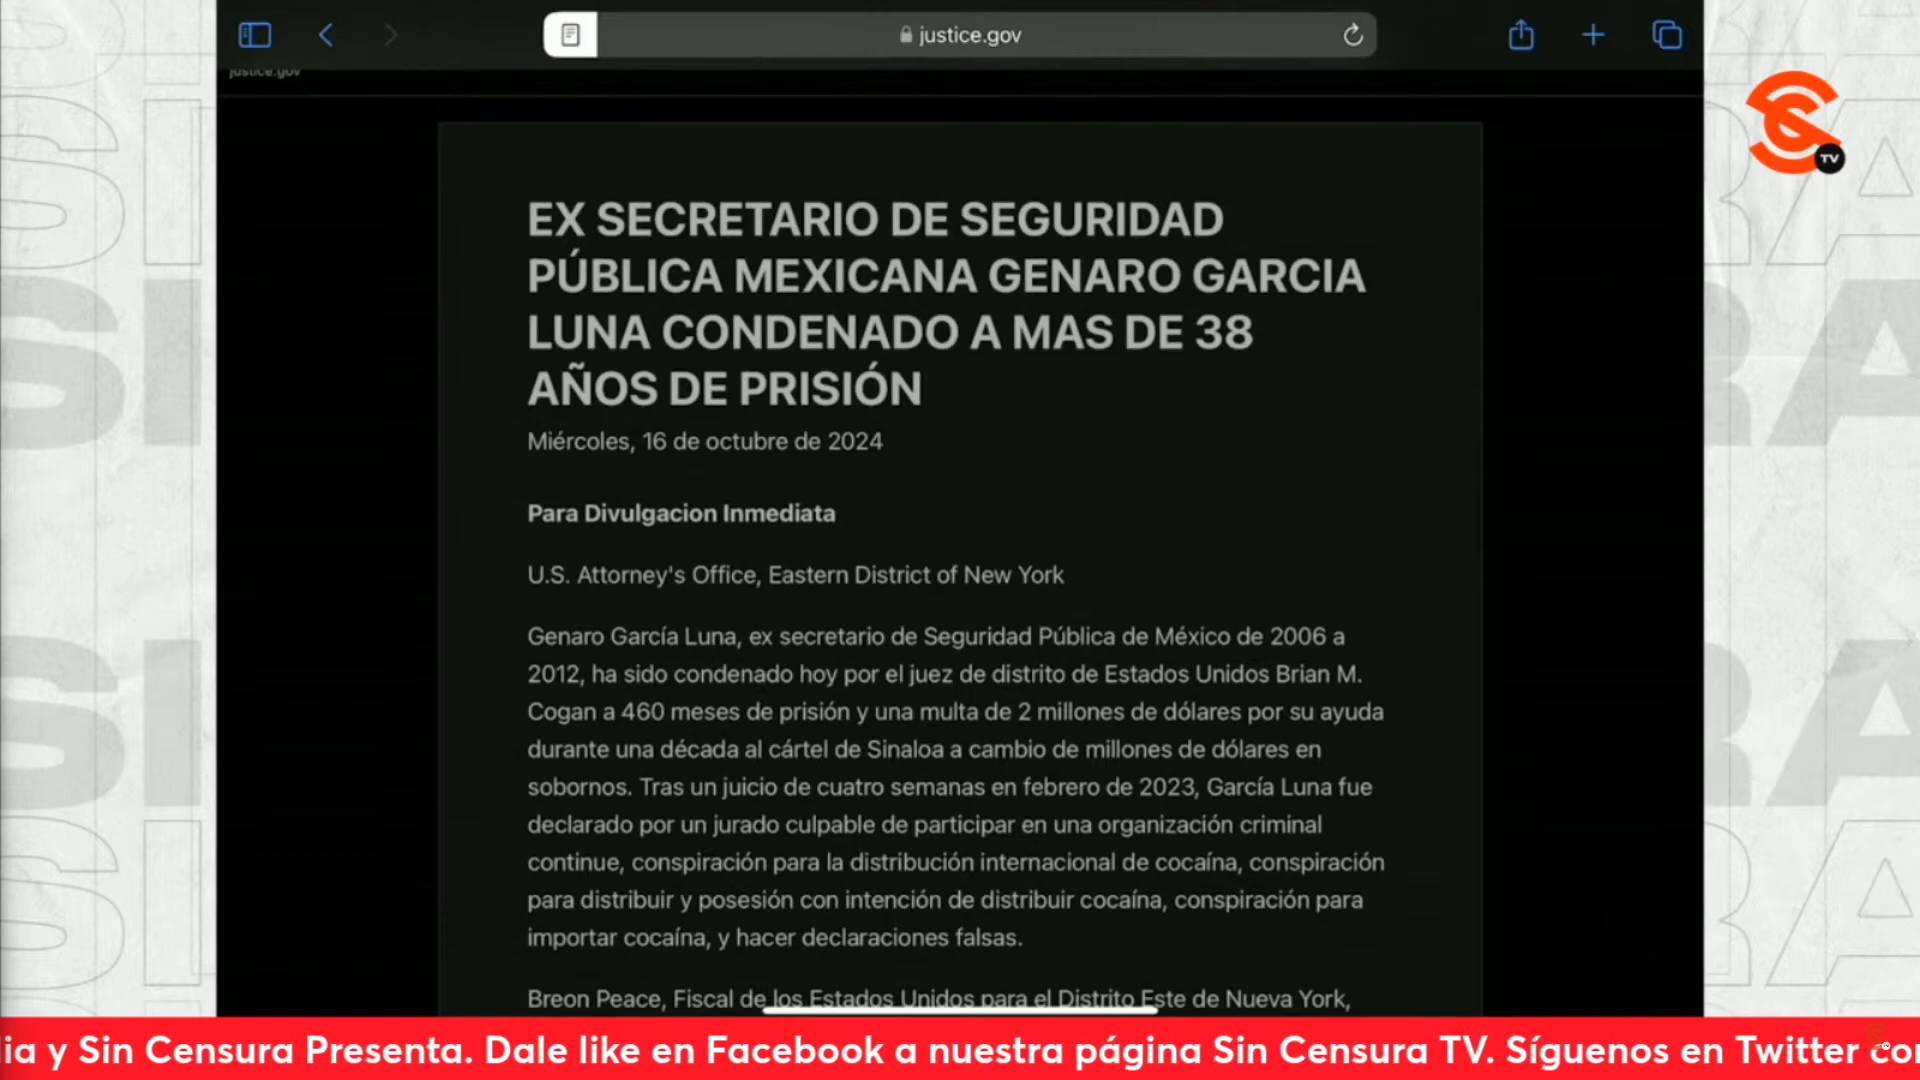 justice.gov
justice.gov
TV
EX SECRETARIO DE SEGURIDAD
PÚBLICA MEXICANA GENARO GARCIA
LUNA CONDENADO A MAS DE 38
AÑOS DE PRISIÓN
Miércoles, 16 de octubre de 2024
Para Divulgacion Inmediata
U.S. Attorney's Office, Eastern District of New York
Genaro García Luna, ex secretario de Seguridad Pública de México de 2006 a
2012, ha sido condenado hoy por el juez de distrito de Estados Unidos Brian M.
Cogan a 460 meses de prisión y una multa de 2 millones de dólares por su ayuda
durante una década al cártel de Sinaloa a cambio de millones de dólares en
sobornos. Tras un juicio de cuatro semanas en febrero de 2023, García Luna fue
declarado por un jurado culpable de participar en una organización criminal
continue, conspiración para la distribución internacional de cocaína, conspiración
para distribuir y posesión con intención de distribuir cocaína, conspiración para
importar cocaína, y hacer declaraciones falsas.
Breon Peace, Fiscal de los Estados Unidos para el Distrito Este de Nueva York,
ia y Sin Censura Presenta. Dale like en Facebook a nuestra página Sin Censura TV. Síguenos en Twitter con